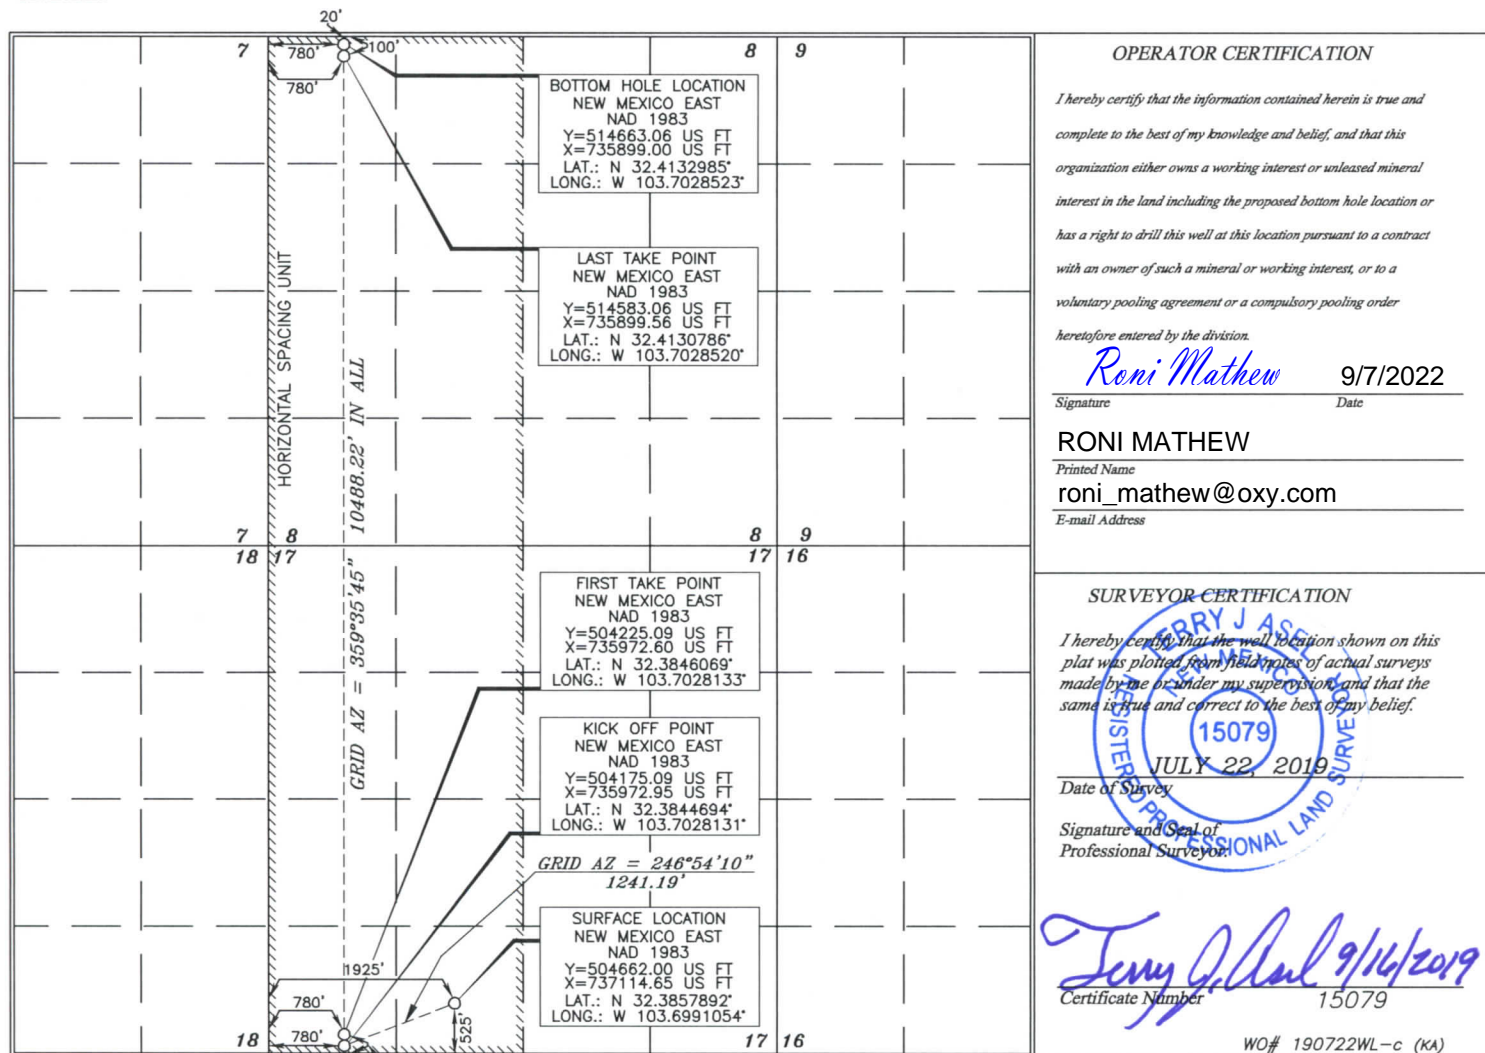 20'
7
780'
100'
8 9
780'
BOTTOM HOLE LOCATION
NEW MEXICO EAST
NAD 1983
Y=514663.06 US FT
X=735899.00 US FT
LAT.: N 32.4132985°
LONG.: W 103.7028523°
LAST TAKE POINT
NEW MEXICO EAST
NAD 1983
Y=514583.06 US FT
X=735899.56 US FT
LAT.: N 32.4130786°
LONG.: W 103.7028520°
HORIZONTAL SPACING UNIT
GRID AZ = 359°35'45" 10488.22' IN ALL
7 8
18 17
8 9
17 16
FIRST TAKE POINT
NEW MEXICO EAST
NAD 1983
Y=504225.09 US FT
X=735972.60 US FT
LAT.: N 32.3846069°
LONG.: W 103.7028133°
KICK OFF POINT
NEW MEXICO EAST
NAD 1983
Y=504175.09 US FT
X=735972.95 US FT
LAT.: N 32.3844694°
LONG.: W 103.7028131°
GRID AZ = 246°54'10"
1241.19'
SURFACE LOCATION
NEW MEXICO EAST
NAD 1983
Y=504662.00 US FT
X=737114.65 US FT
LAT.: N 32.3857892°
LONG.: W 103.6991054°
1925'
780'
525'
18
780'
17 16
OPERATOR CERTIFICATION
I hereby certify that the information contained herein is true and
complete to the best of my knowledge and belief, and that this
organization either owns a working interest or unleased mineral
interest in the land including the proposed bottom hole location or
has a right to drill this well at this location pursuant to a contract
with an owner of such a mineral or working interest, or to a
voluntary pooling agreement or a compulsory pooling order
heretofore entered by the division.
Roni Mathew 9/7/2022
Signature Date
RONI MATHEW
Printed Name
roni_mathew@oxy.com
E-mail Address
SURVEYOR CERTIFICATION
I hereby certify that the well location shown on this
plat was plotted from field notes of actual surveys
made by me or under my supervision, and that the
same is true and correct to the best of my belief.
TERRY J ASEL
NEW MEXICO
15079
REGISTERED PROFESSIONAL LAND SURVEYOR
JULY 22, 2019
Date of Survey
Signature and Seal of
Professional Surveyor:
Terry J. Asel 9/16/2019
Certificate Number 15079
WO# 190722WL-c (KA)